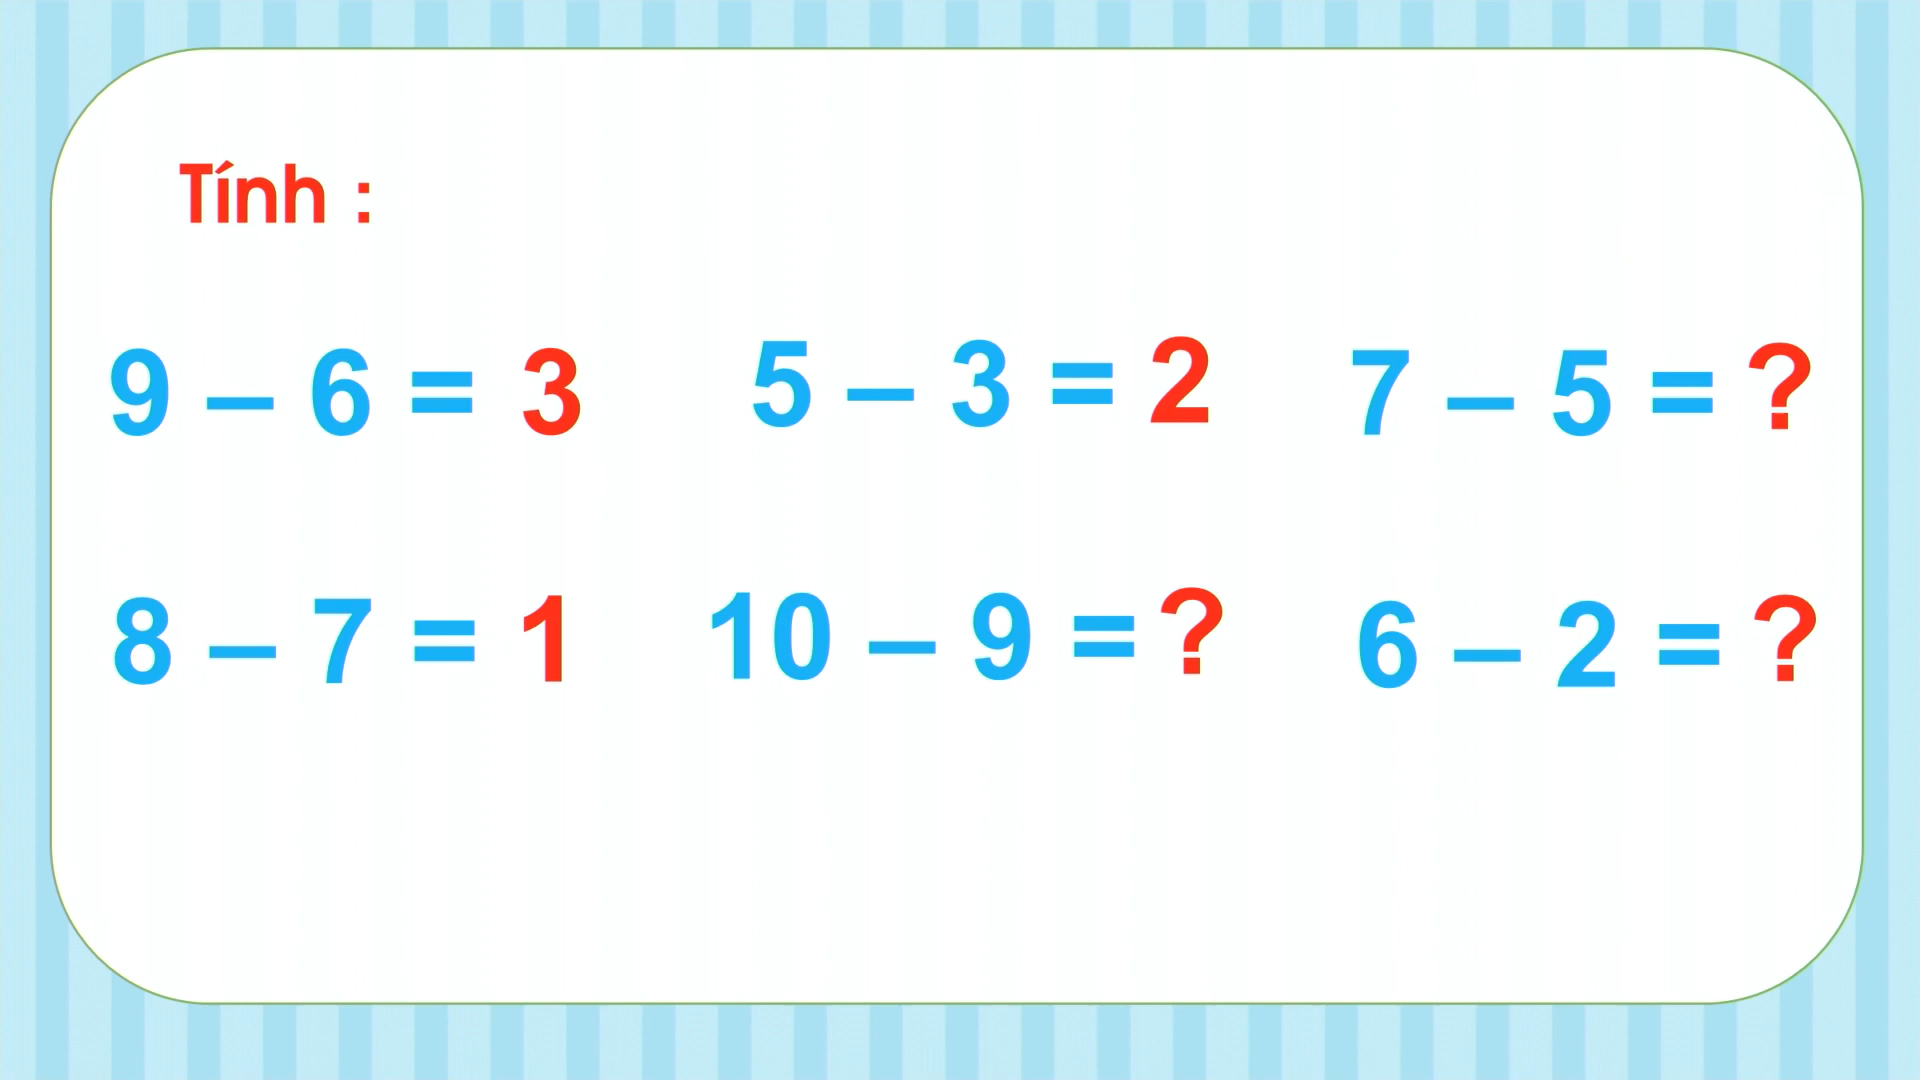 Tính :
9 – 6 = 3 5 – 3 = 2 7 – 5 = ?
8 – 7 = 1 10 – 9 = ? 6 – 2 = ?